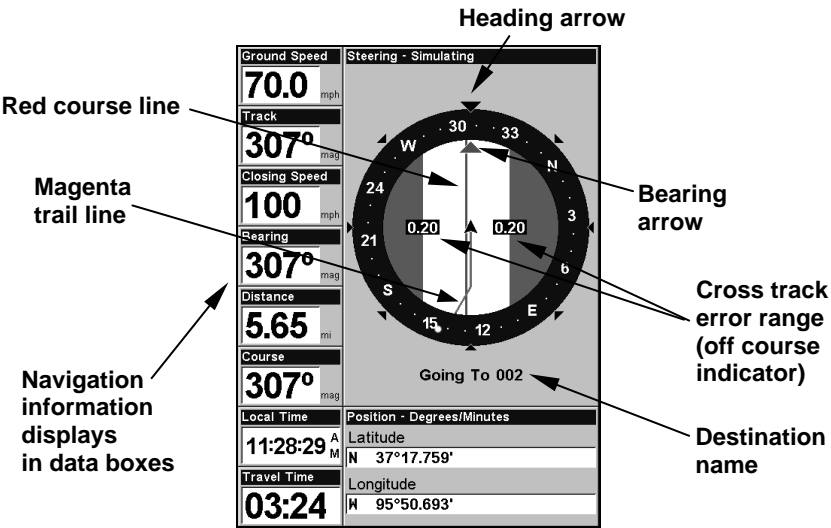 Heading arrow
Red course line
Magenta
trail line
Navigation
information
displays
in data boxes
Ground Speed
70.0 mph
Track
307º mag
Closing Speed
100 mph
Bearing
307º mag
Distance
5.65 mi
Course
307º mag
Local Time
11:28:29 AM
Travel Time
03:24
Steering - Simulating
30
33
N
3
6
E
12
15
S
21
24
W
0.20
0.20
Going To 002
Position - Degrees/Minutes
Latitude
N 37°17.759'
Longitude
W 95°50.693'
Bearing
arrow
Cross track
error range
(off course
indicator)
Destination
name